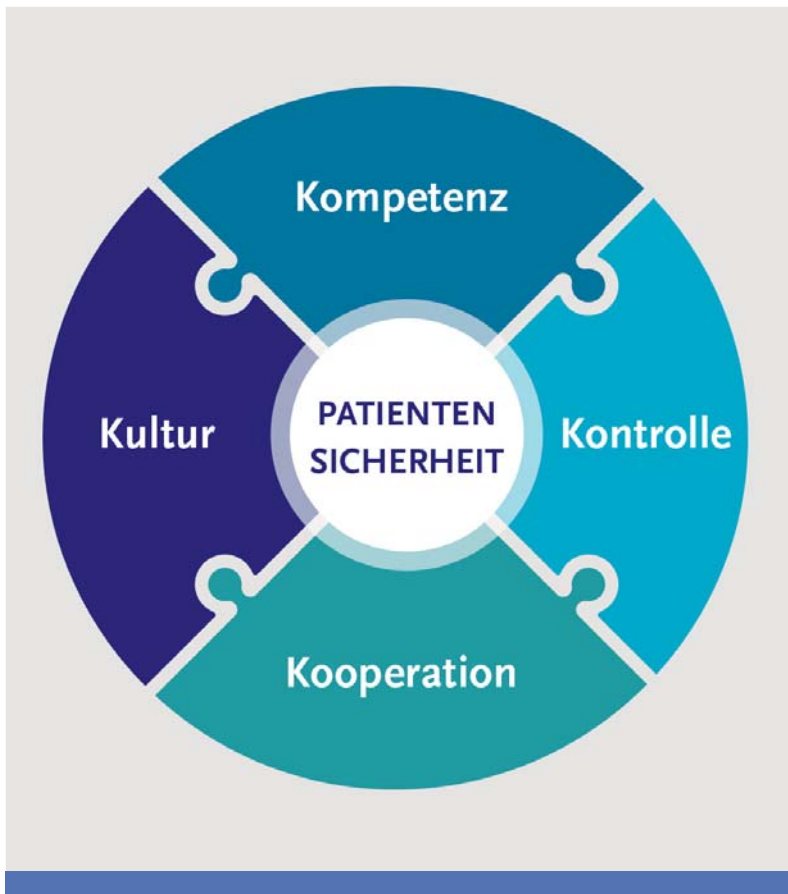 Kompetenz
Kultur
PATIENTEN
SICHERHEIT
Kontrolle
Kooperation